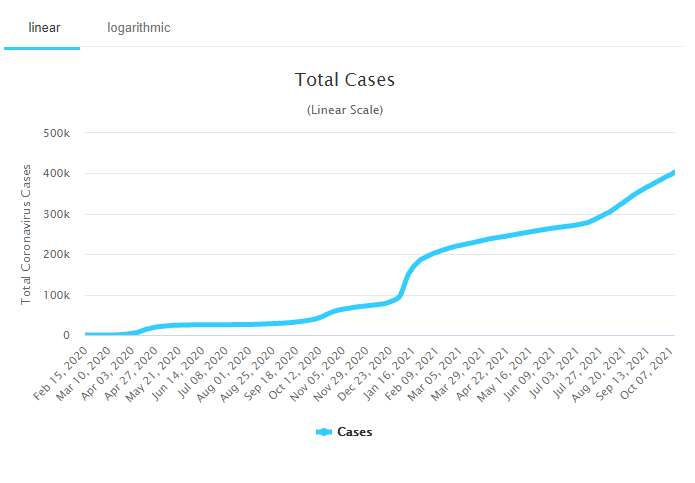 linear logarithmic
Total Cases
(Linear Scale)
Total Coronavirus Cases
500k
400k
300k
200k
100k
0
Feb 15, 2020
Mar 10, 2020
Apr 03, 2020
Apr 27, 2020
May 21, 2020
Jun 14, 2020
Jul 08, 2020
Aug 01, 2020
Aug 25, 2020
Sep 18, 2020
Oct 12, 2020
Nov 05, 2020
Nov 29, 2020
Dec 23, 2020
Jan 16, 2021
Feb 09, 2021
Mar 05, 2021
Mar 29, 2021
Apr 22, 2021
May 16, 2021
Jun 09, 2021
Jul 03, 2021
Jul 27, 2021
Aug 20, 2021
Sep 13, 2021
Oct 07, 2021
Cases